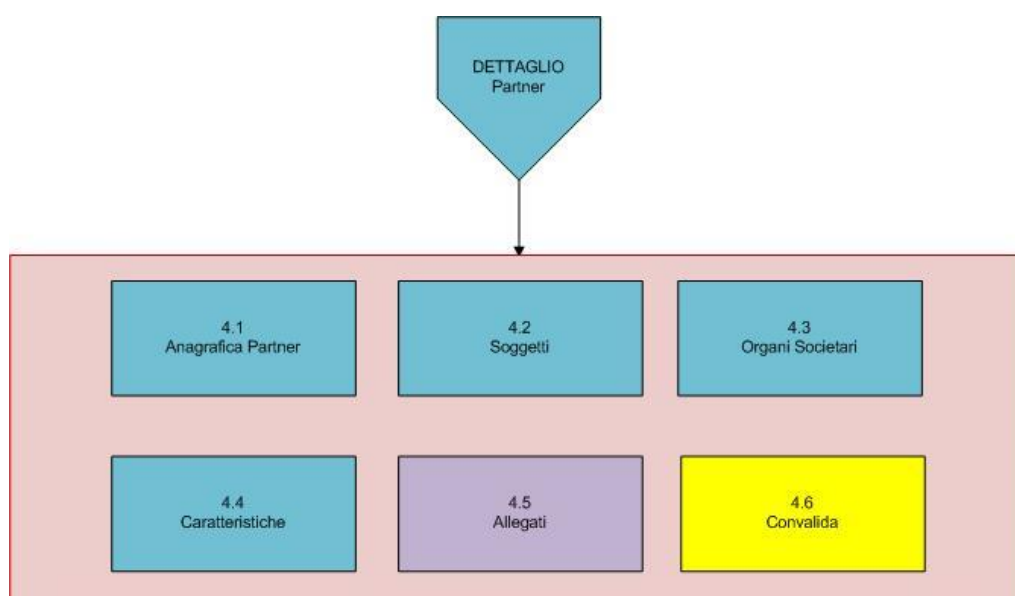 DETTAGLIO
Partner
4.1
Anagrafica Partner
4.2
Soggetti
4.3
Organi Societari
4.4
Caratteristiche
4.5
Allegati
4.6
Convalida